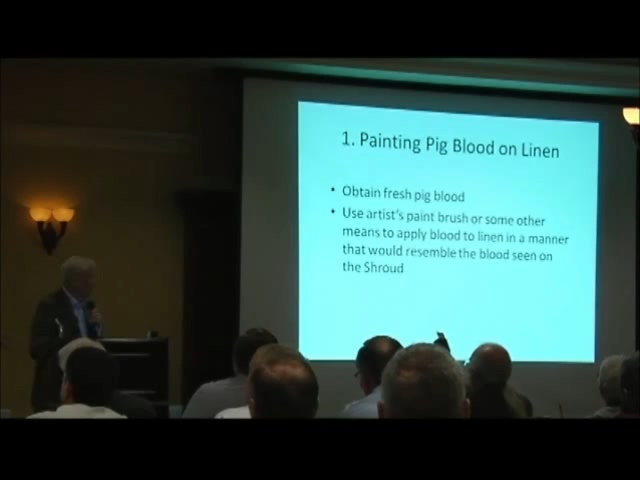 1. Painting Pig Blood on Linen
• Obtain fresh pig blood
• Use artist's paint brush or some other
means to apply blood to linen in a manner
that would resemble the blood seen on
the Shroud